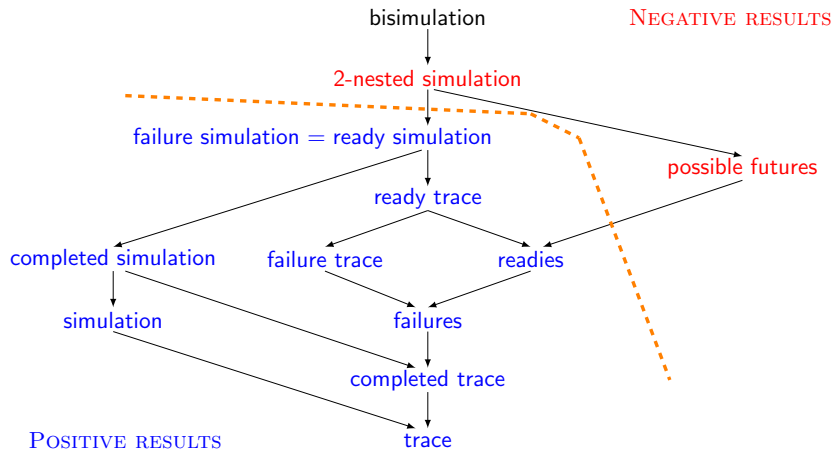 bisimulation
NEGATIVE RESULTS
2-nested simulation
failure simulation = ready simulation
possible futures
ready trace
completed simulation
failure trace
readies
simulation
failures
completed trace
POSITIVE RESULTS
trace